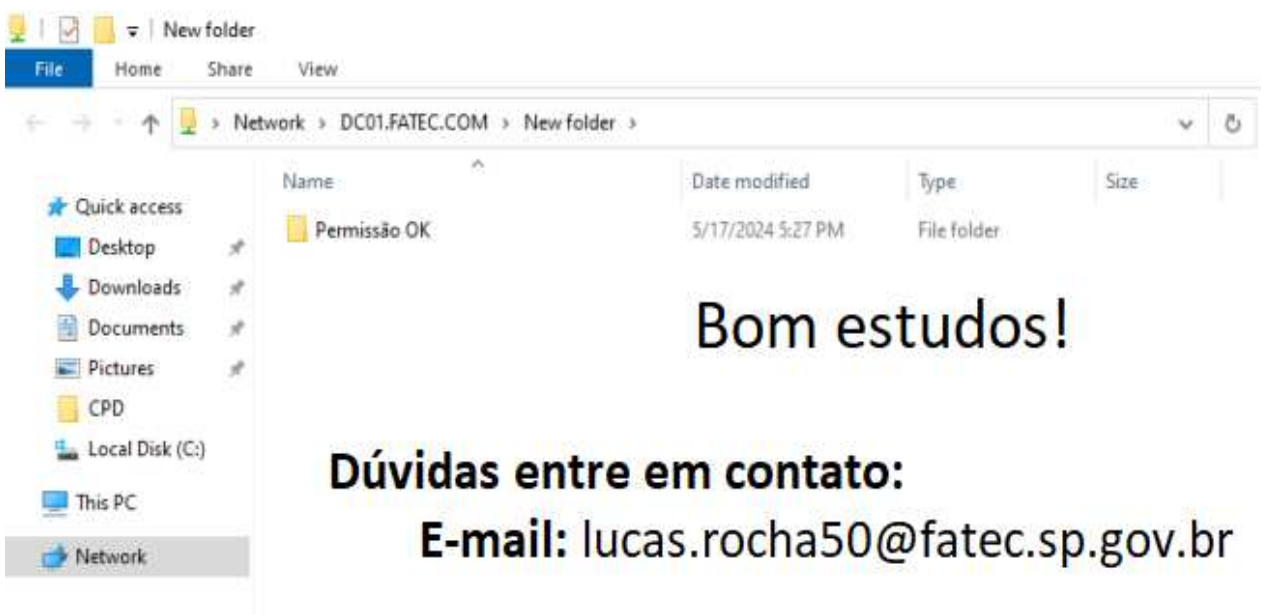 New folder
File Home Share View
Network > DC01.FATEC.COM > New folder >
Name Date modified Type Size
Quick access
Permissão OK 5/17/2024 5:27 PM File folder
Desktop
Downloads
Bom estudos!
Documents
Pictures
CPD
Local Disk (C:)
Dúvidas entre em contato:
This PC
E-mail: lucas.rocha50@fatec.sp.gov.br
Network